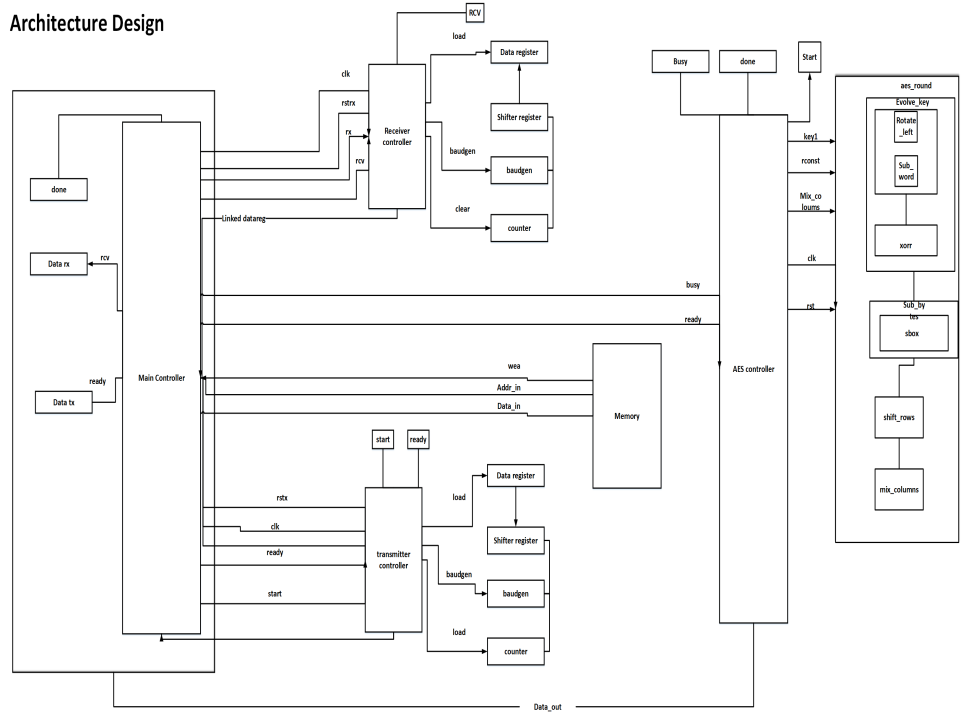 Architecture Design
RCV
load
Data register
Busy
done
Start
clk
aes_round
Evolve_key
rstrx
Shifter register
Rotate
_left
rx
Receiver
controller
key1
rcv
baudgen
baudgen
rconst
Sub_
word
done
Mix_co
loums
clear
Linked datareg
counter
xorr
Data rx
rcv
clk
busy
rst
Sub_by
tes
ready
sbox
wea
AES controller
ready
Main Controller
Addr_in
Data tx
Data_in
Memory
shift_rows
start
ready
Data register
mix_columns
rstx
load
clk
Shifter register
ready
transmitter
controller
baudgen
baudgen
start
load
counter
Data_out